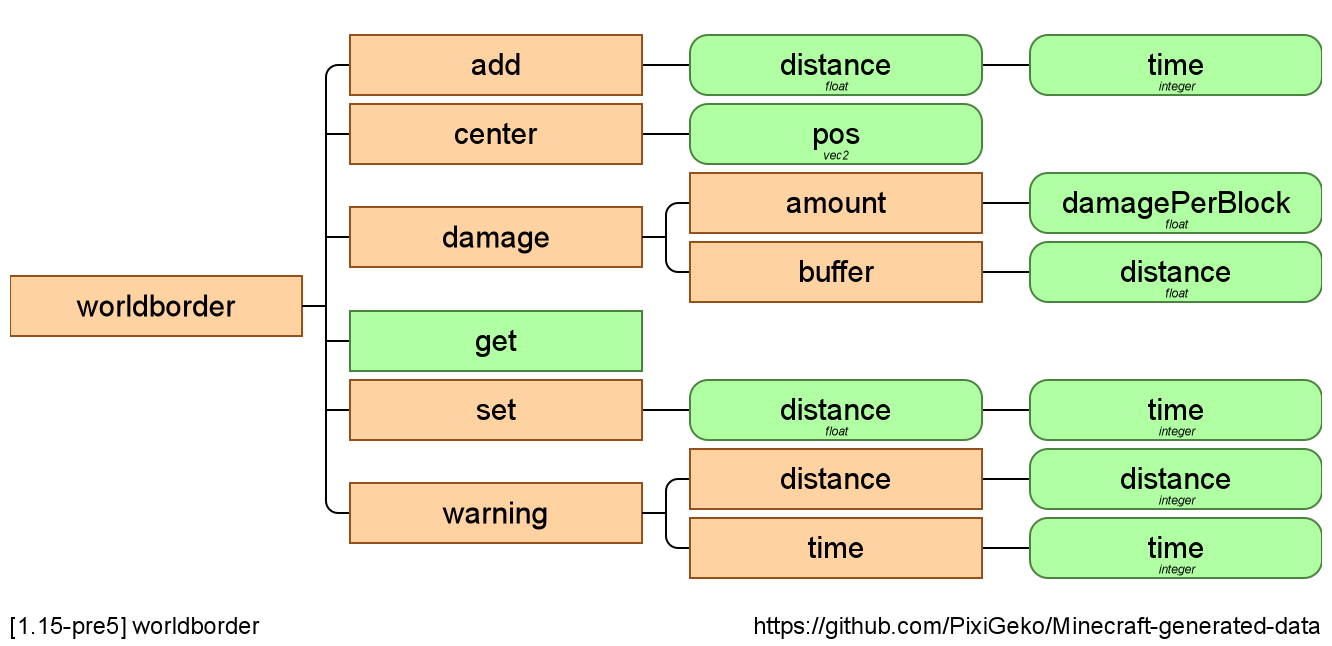 add
distance
float
time
integer
center
pos
vec2
damage
amount
damagePerBlock
float
buffer
distance
float
worldborder
get
set
distance
float
time
integer
warning
distance
distance
integer
time
time
integer
[1.15-pre5] worldborder
https://github.com/PixiGeko/Minecraft-generated-data